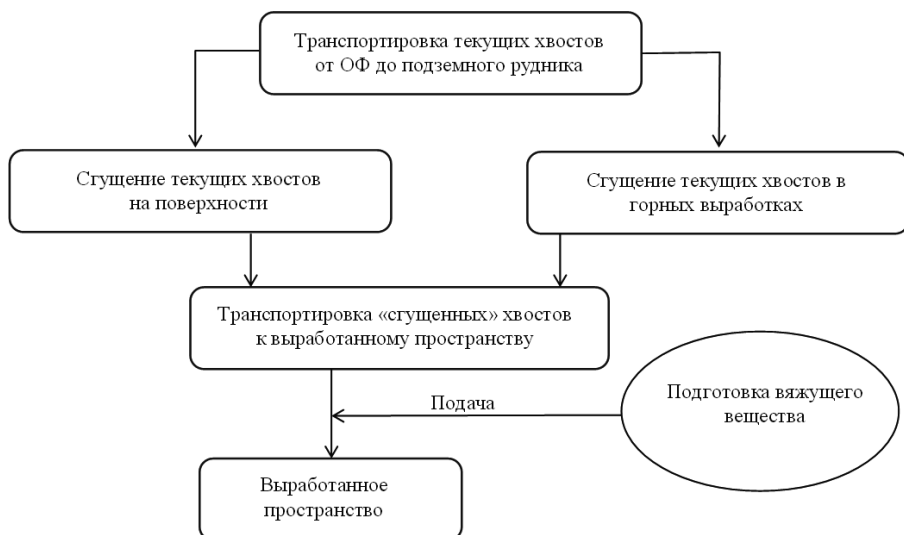 Транспортировка текущих хвостов
от ОФ до подземного рудника
Сгущение текущих хвостов
на поверхности
Сгущение текущих хвостов в
горных выработках
Транспортировка «сгущенных» хвостов
к выработанному пространству
Подача
Подготовка вяжущего
вещества
Выработанное
пространство